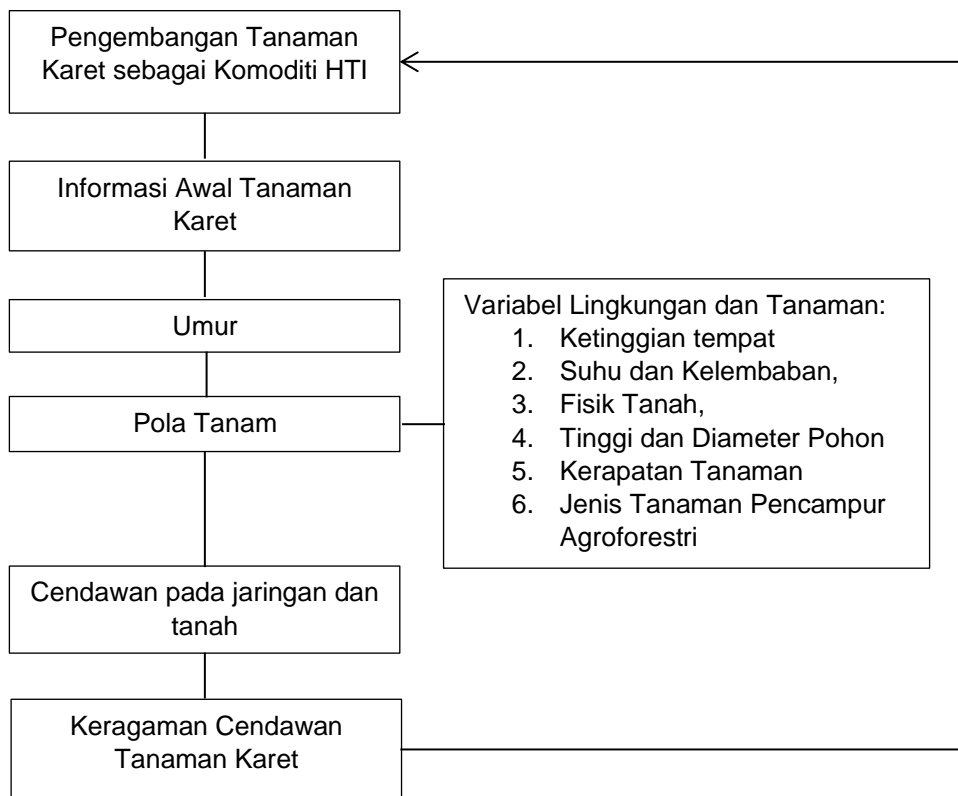 Pengembangan Tanaman
Karet sebagai Komoditi HTI
Informasi Awal Tanaman
Karet
Umur
Pola Tanam
Variabel Lingkungan dan Tanaman:
1. Ketinggian tempat
2. Suhu dan Kelembaban,
3. Fisik Tanah,
4. Tinggi dan Diameter Pohon
5. Kerapatan Tanaman
6. Jenis Tanaman Pencampur
Agroforestri
Cendawan pada jaringan dan
tanah
Keragaman Cendawan
Tanaman Karet